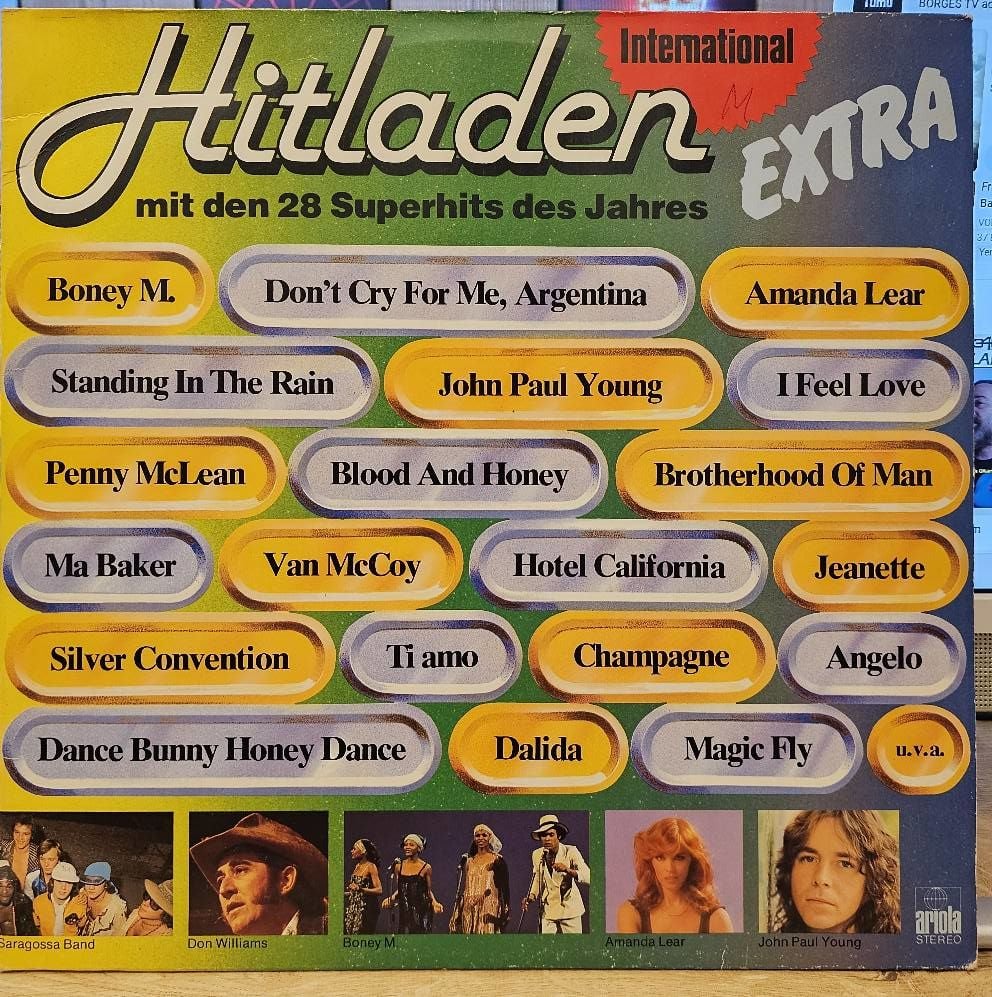 International
Hitladen
EXTRA
mit den 28 Superhits des Jahres
Boney M. Don't Cry For Me, Argentina Amanda Lear
Standing In The Rain John Paul Young I Feel Love
Penny McLean Blood And Honey Brotherhood Of Man
Ma Baker Van McCoy Hotel California Jeanette
Silver Convention Ti amo Champagne Angelo
Dance Bunny Honey Dance Dalida Magic Fly u.v.a.
Saragossa Band Don Williams Boney M. Amanda Lear John Paul Young
ariola
STEREO
BORGES TV